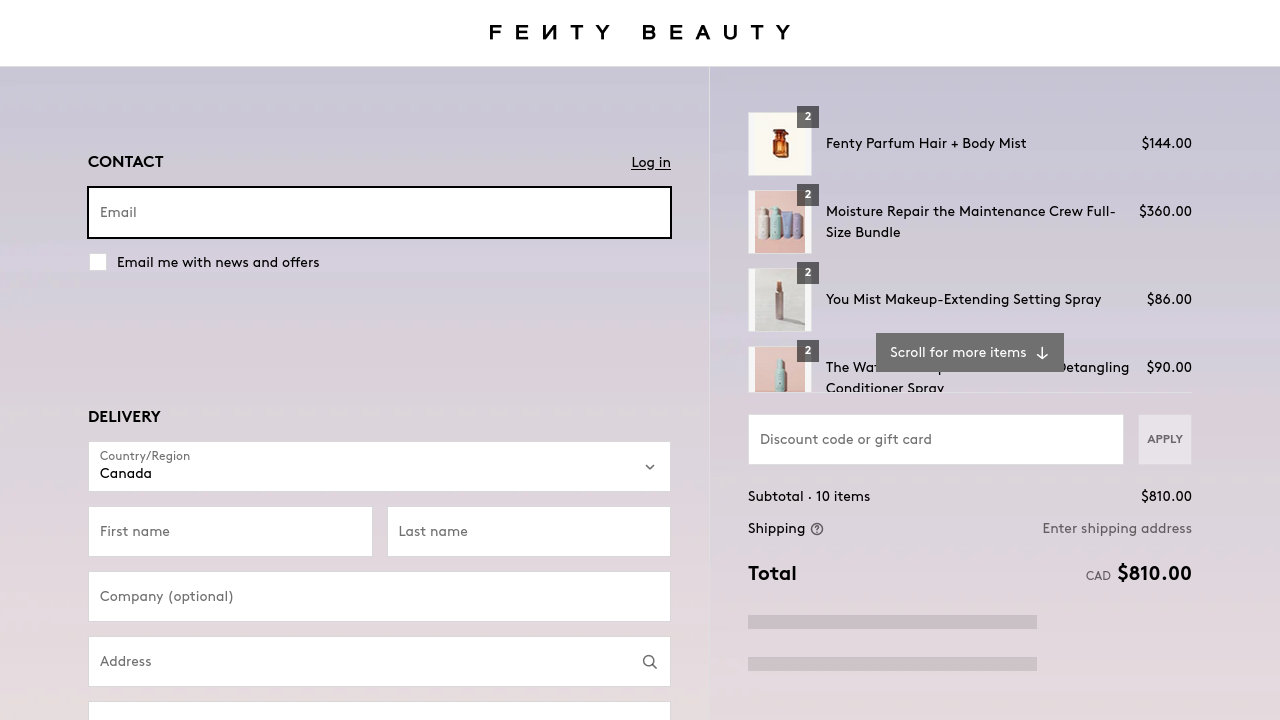 FENTY BEAUTY
CONTACT
Log in
Email
Email me with news and offers
DELIVERY
Country/Region
Canada
First name
Last name
Company (optional)
Address
2
Fenty Parfum Hair + Body Mist
$144.00
2
Moisture Repair the Maintenance Crew Full-
Size Bundle
$360.00
2
You Mist Makeup-Extending Setting Spray
$86.00
Scroll for more items
2
The Detangling
Conditioner Spray
$90.00
Discount code or gift card
APPLY
Subtotal · 10 items
$810.00
Shipping
Enter shipping address
Total
CAD $810.00